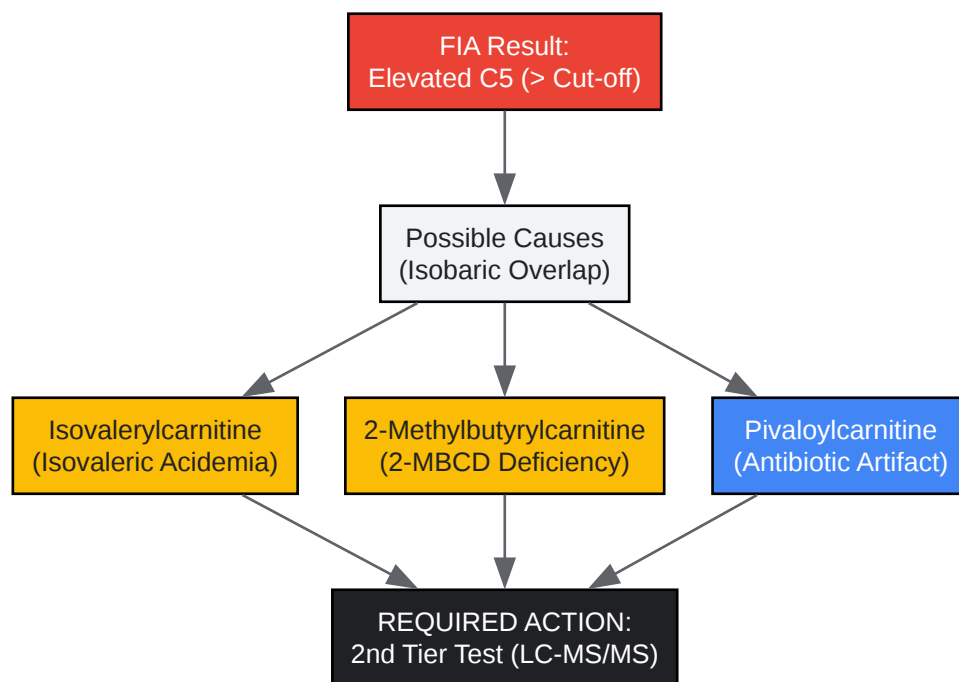 FIA Result:
Elevated C5 (> Cut-off)
Possible Causes
(Isobaric Overlap)
Isovalerylcarnitine
(Isovaleric Acidemia)
2-Methylbutyrylcarnitine
(2-MBCD Deficiency)
Pivaloylcarnitine
(Antibiotic Artifact)
REQUIRED ACTION:
2nd Tier Test (LC-MS/MS)